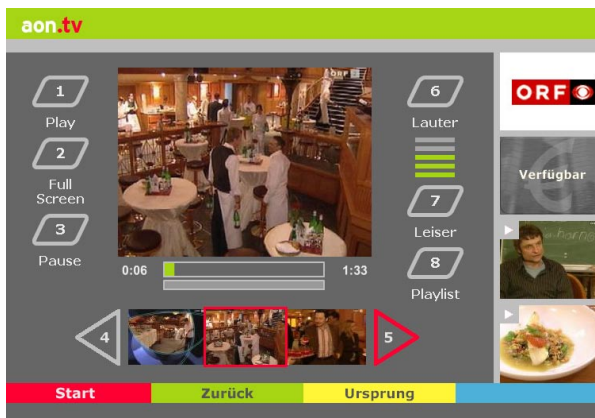 aon.tv
1
Play
2
Full
Screen
3
Pause
ORF
0:06
1:33
6
Lauter
7
Leiser
8
Playlist
4
5
ORF
Verfügbar
Start
Zurück
Ursprung